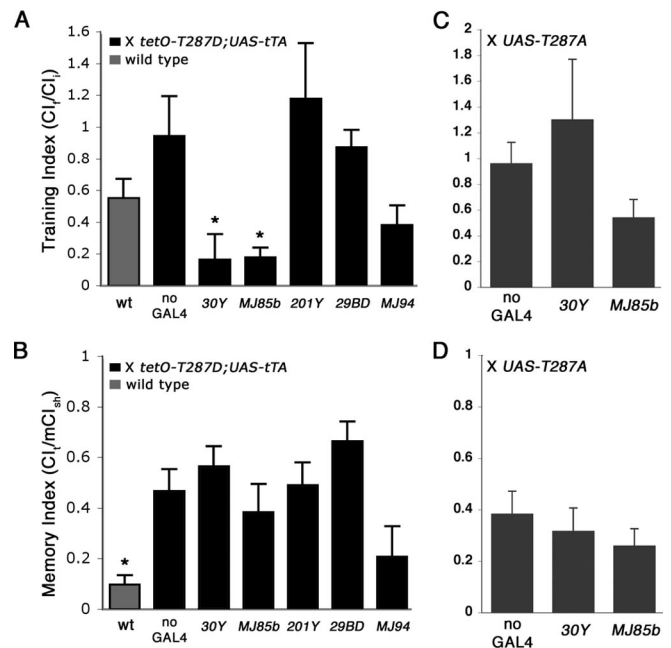 A
X tetO-T287D;UAS-tTA
wild type
Training Index (CIf/CIi)
1.6
1.4
1.2
1
0.8
0.6
0.4
0.2
0
*
*
wt
no
GAL4
30Y
MJ85b
201Y
29BD
MJ94
B
X tetO-T287D;UAS-tTA
wild type
Memory Index (CIt/mCIsh)
1
0.8
0.6
0.4
0.2
0
*
wt
no
GAL4
30Y
MJ85b
201Y
29BD
MJ94
C
X UAS-T287A
2
1.8
1.6
1.4
1.2
1
0.8
0.6
0.4
0.2
0
no
GAL4
30Y
MJ85b
D
X UAS-T287A
1
0.8
0.6
0.4
0.2
0
no
GAL4
30Y
MJ85b